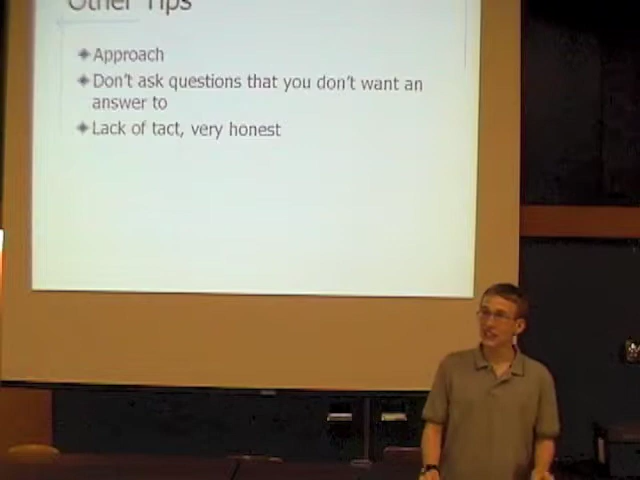 Other Tips
Approach
Don't ask questions that you don't want an
answer to
Lack of tact, very honest